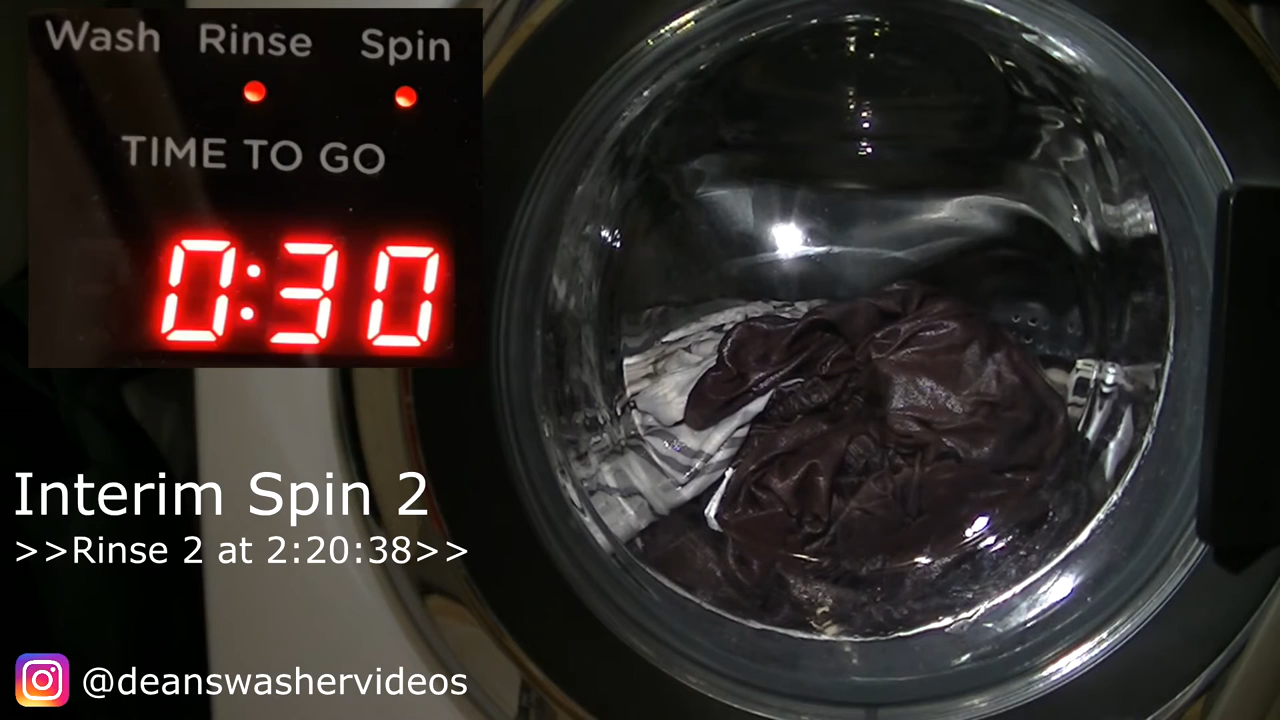 Wash Rinse Spin
TIME TO GO
0:30
Interim Spin 2
>>Rinse 2 at 2:20:38>>
@deanswashervideos